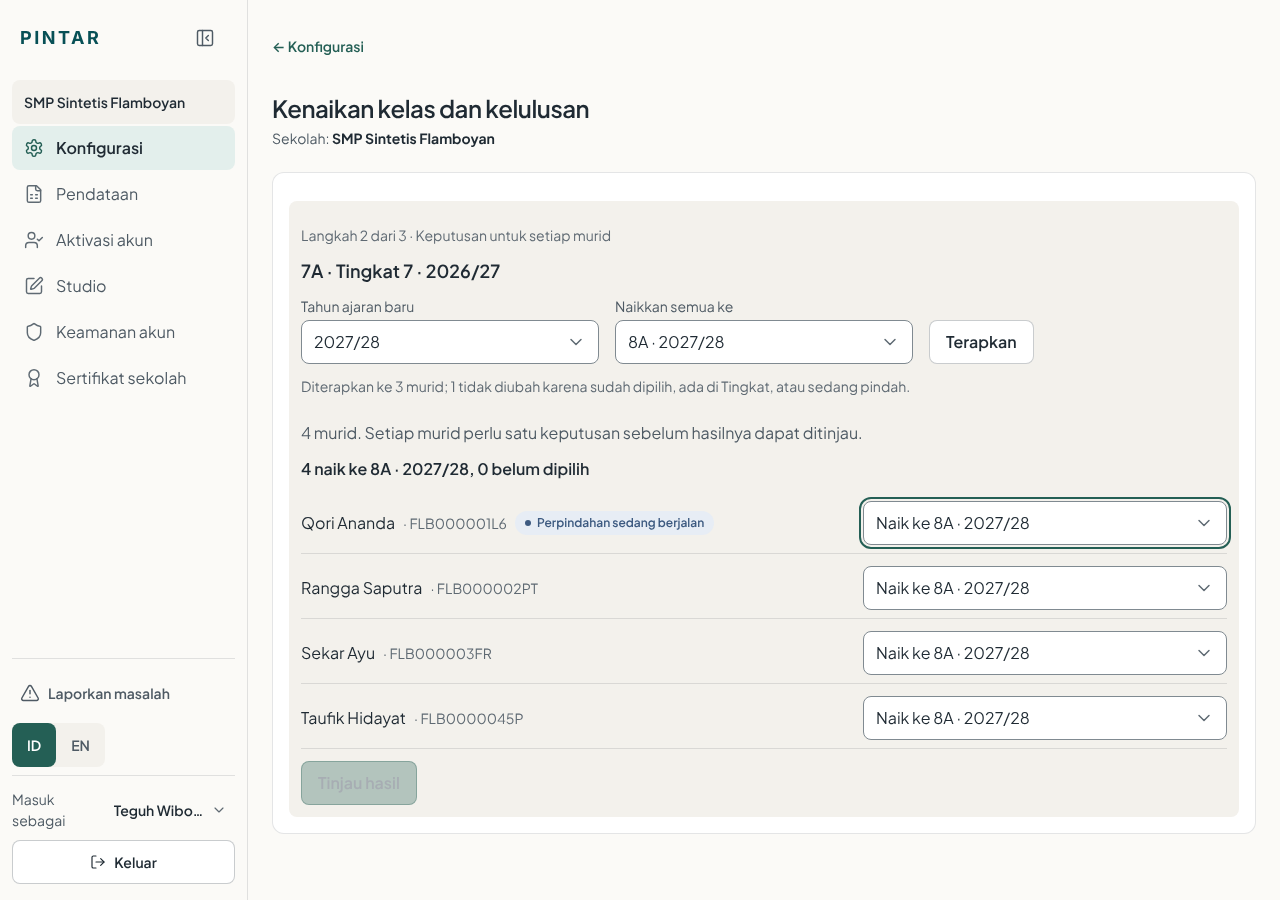 PINTAR
SMP Sintetis Flamboyan
Konfigurasi
Pendataan
Aktivasi akun
Studio
Keamanan akun
Sertifikat sekolah
Laporkan masalah
ID EN
Masuk sebagai
Teguh Wibo...
Keluar
← Konfigurasi
Kenaikan kelas dan kelulusan
Sekolah: SMP Sintetis Flamboyan
Langkah 2 dari 3 · Keputusan untuk setiap murid
7A · Tingkat 7 · 2026/27
Tahun ajaran baru
2027/28
Naikkan semua ke
8A · 2027/28
Terapkan
Diterapkan ke 3 murid; 1 tidak diubah karena sudah dipilih, ada di Tingkat, atau sedang pindah.
4 murid. Setiap murid perlu satu keputusan sebelum hasilnya dapat ditinjau.
4 naik ke 8A · 2027/28, 0 belum dipilih
Qori Ananda · FLB000001L6 Perpindahan sedang berjalan Naik ke 8A · 2027/28
Rangga Saputra · FLB000002PT Naik ke 8A · 2027/28
Sekar Ayu · FLB000003FR Naik ke 8A · 2027/28
Taufik Hidayat · FLB0000045P Naik ke 8A · 2027/28
Tinjau hasil